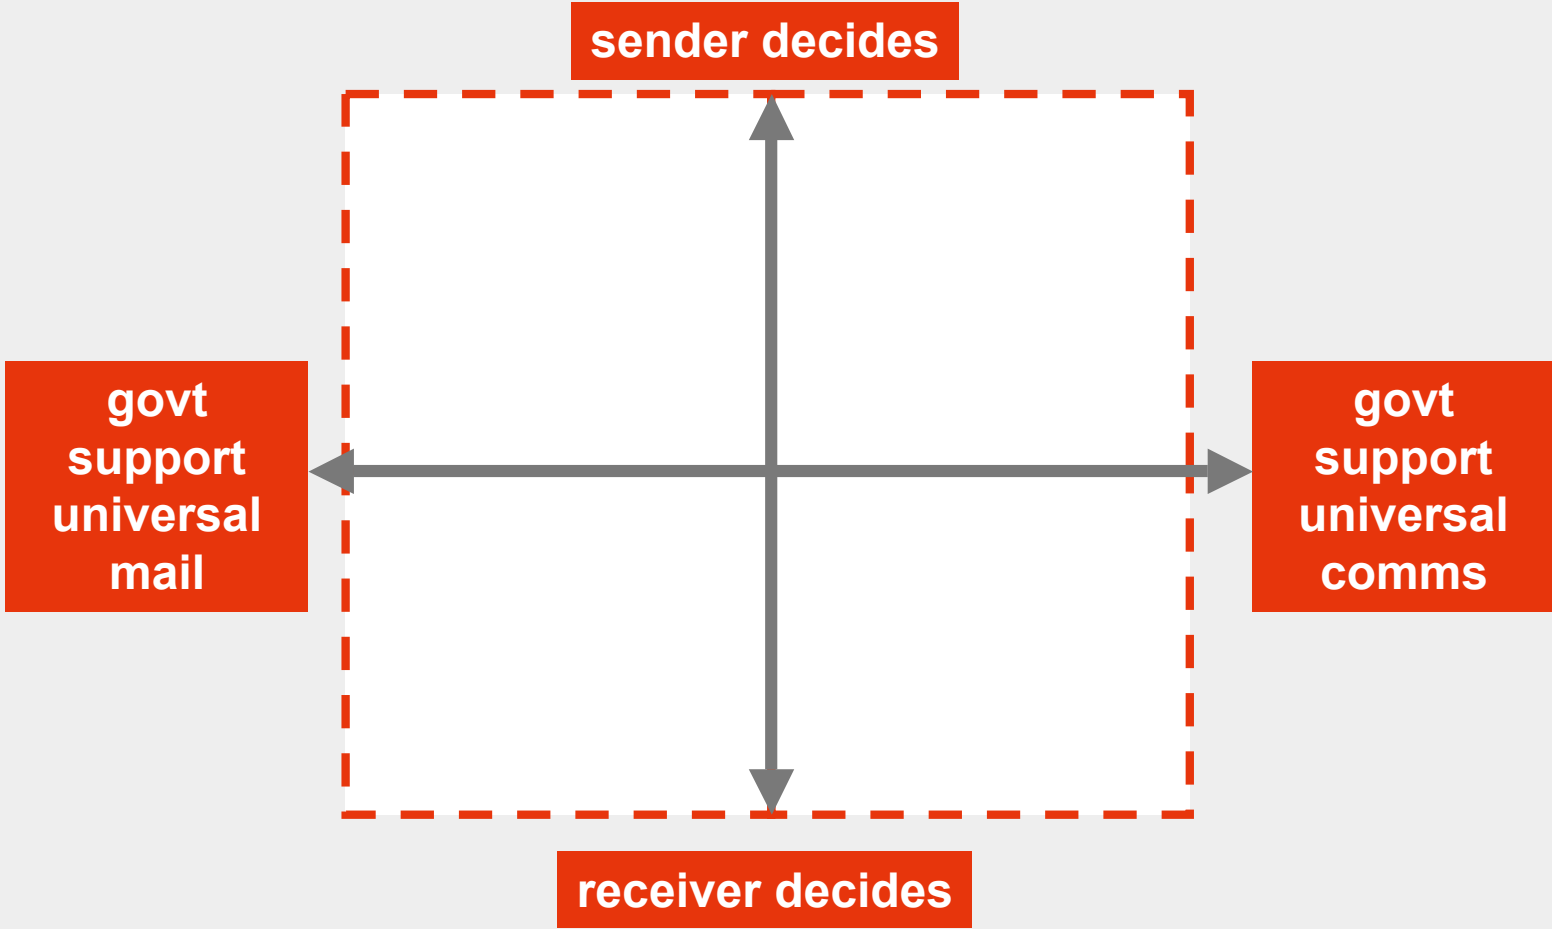 sender decides
govt
support
universal
mail
govt
support
universal
comms
receiver decides